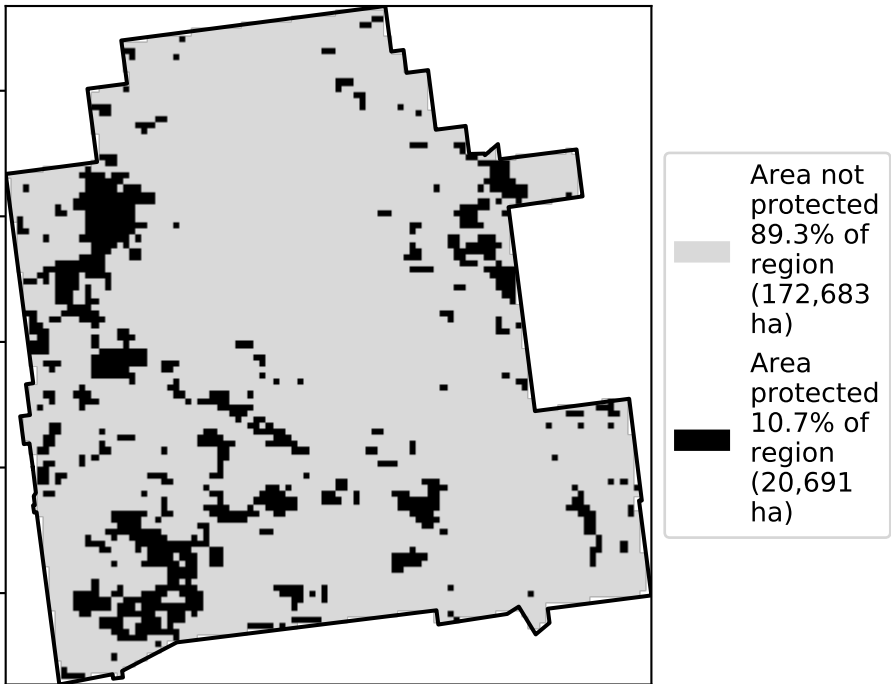 Area not
protected
89.3% of
region
(172,683
ha)
Area
protected
10.7% of
region
(20,691
ha)